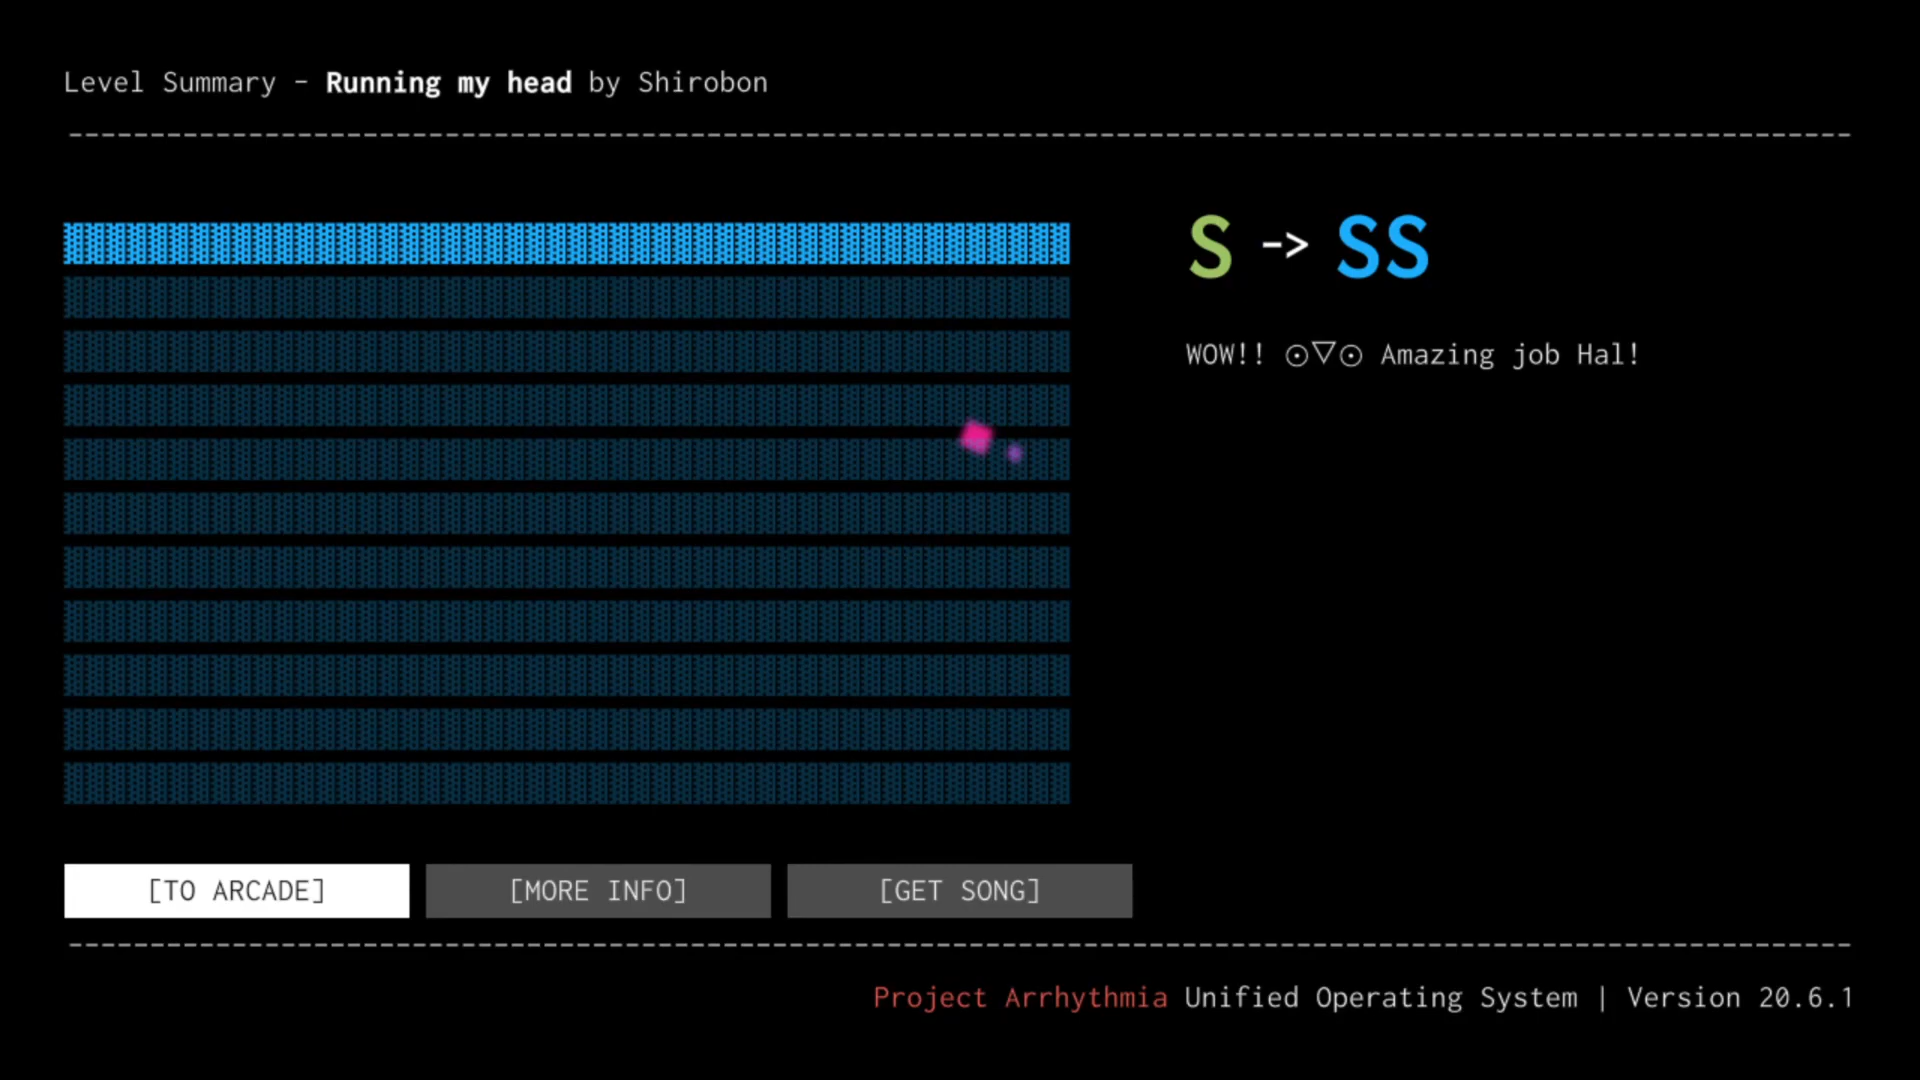 Level Summary - Running my head by Shirobon
S -> SS
WOW!! ⊙▽⊙ Amazing job Hal!
[TO ARCADE] [MORE INFO] [GET SONG]
Project Arrhythmia Unified Operating System | Version 20.6.1